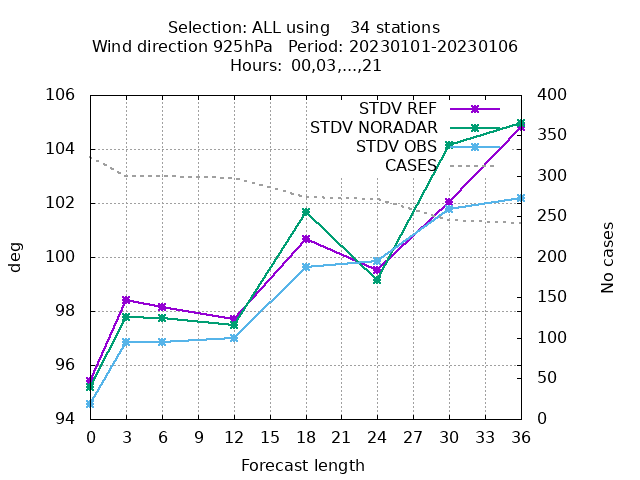 Selection: ALL using    34 stations
Wind direction 925hPa   Period: 20230101-20230106
Hours:  00,03,...,21
STDV REF
STDV NORADAR
STDV OBS
CASES
106
104
102
100
98
96
94
400
350
300
250
200
150
100
50
0
deg
No cases
0 3 6 9 12 15 18 21 24 27 30 33 36
Forecast length